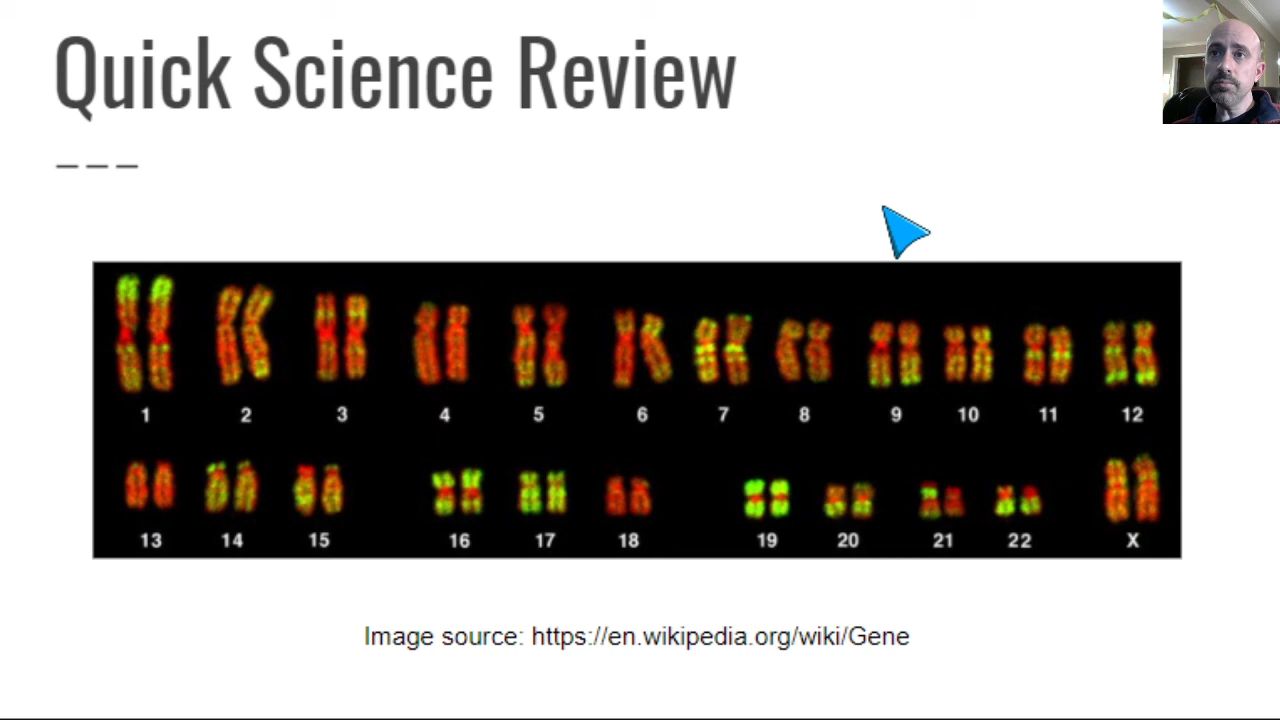 Quick Science Review
---
1 2 3 4 5 6 7 8 9 10 11 12
13 14 15 16 17 18 19 20 21 22 X
Image source: https://en.wikipedia.org/wiki/Gene